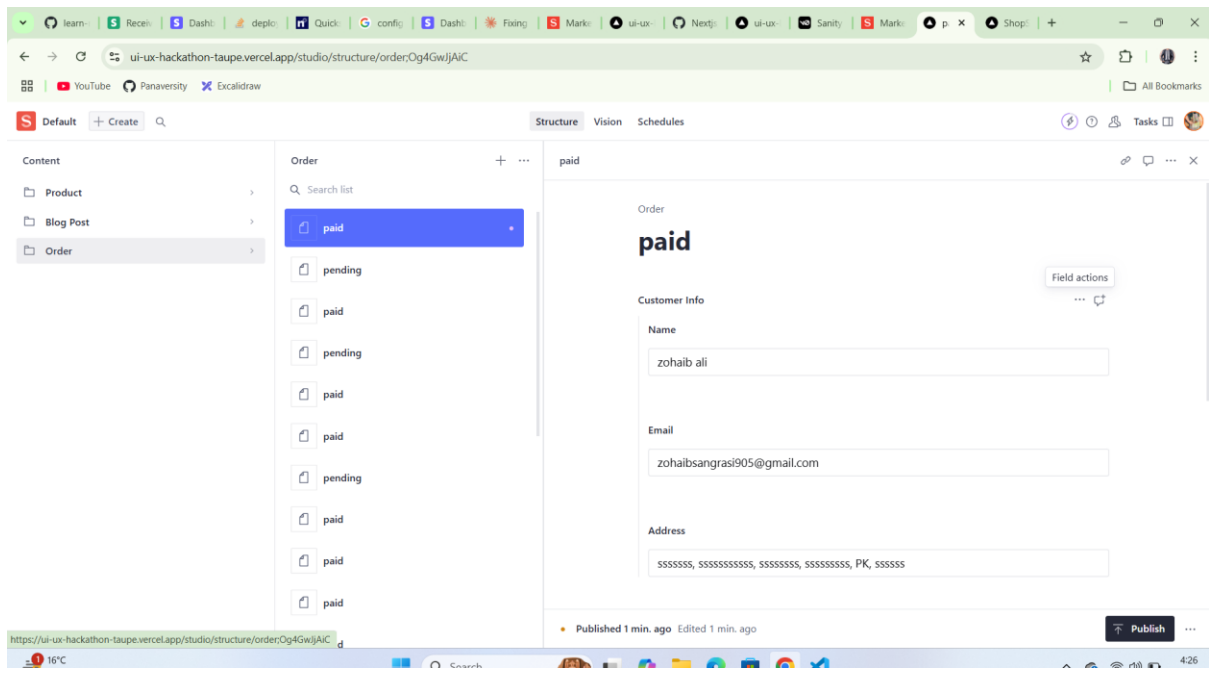 learn-
Recei
Dashb
deplo
Quick
config
Dashb
Fixing
Marke
ui-ux-
Nextjs
ui-ux-
Sanity
Marke
p
ShopS
ui-ux-hackathon-taupe.vercel.app/studio/structure/order;Og4GwJjAiC
YouTube Panaversity Excalidraw All Bookmarks
S Default + Create Structure Vision Schedules Tasks
Content
Product
Blog Post
Order
Order
Search list
paid
pending
paid
pending
paid
paid
pending
paid
paid
paid
paid
Order
paid
Field actions
Customer Info
Name
zohaib ali
Email
zohaibsangrasi905@gmail.com
Address
sssssss, sssssssssss, ssssssss, sssssssss, PK, ssssss
Published 1 min. ago Edited 1 min. ago
Publish
https://ui-ux-hackathon-taupe.vercel.app/studio/structure/order;Og4GwJjAiC
1 16°C
Search
4:26